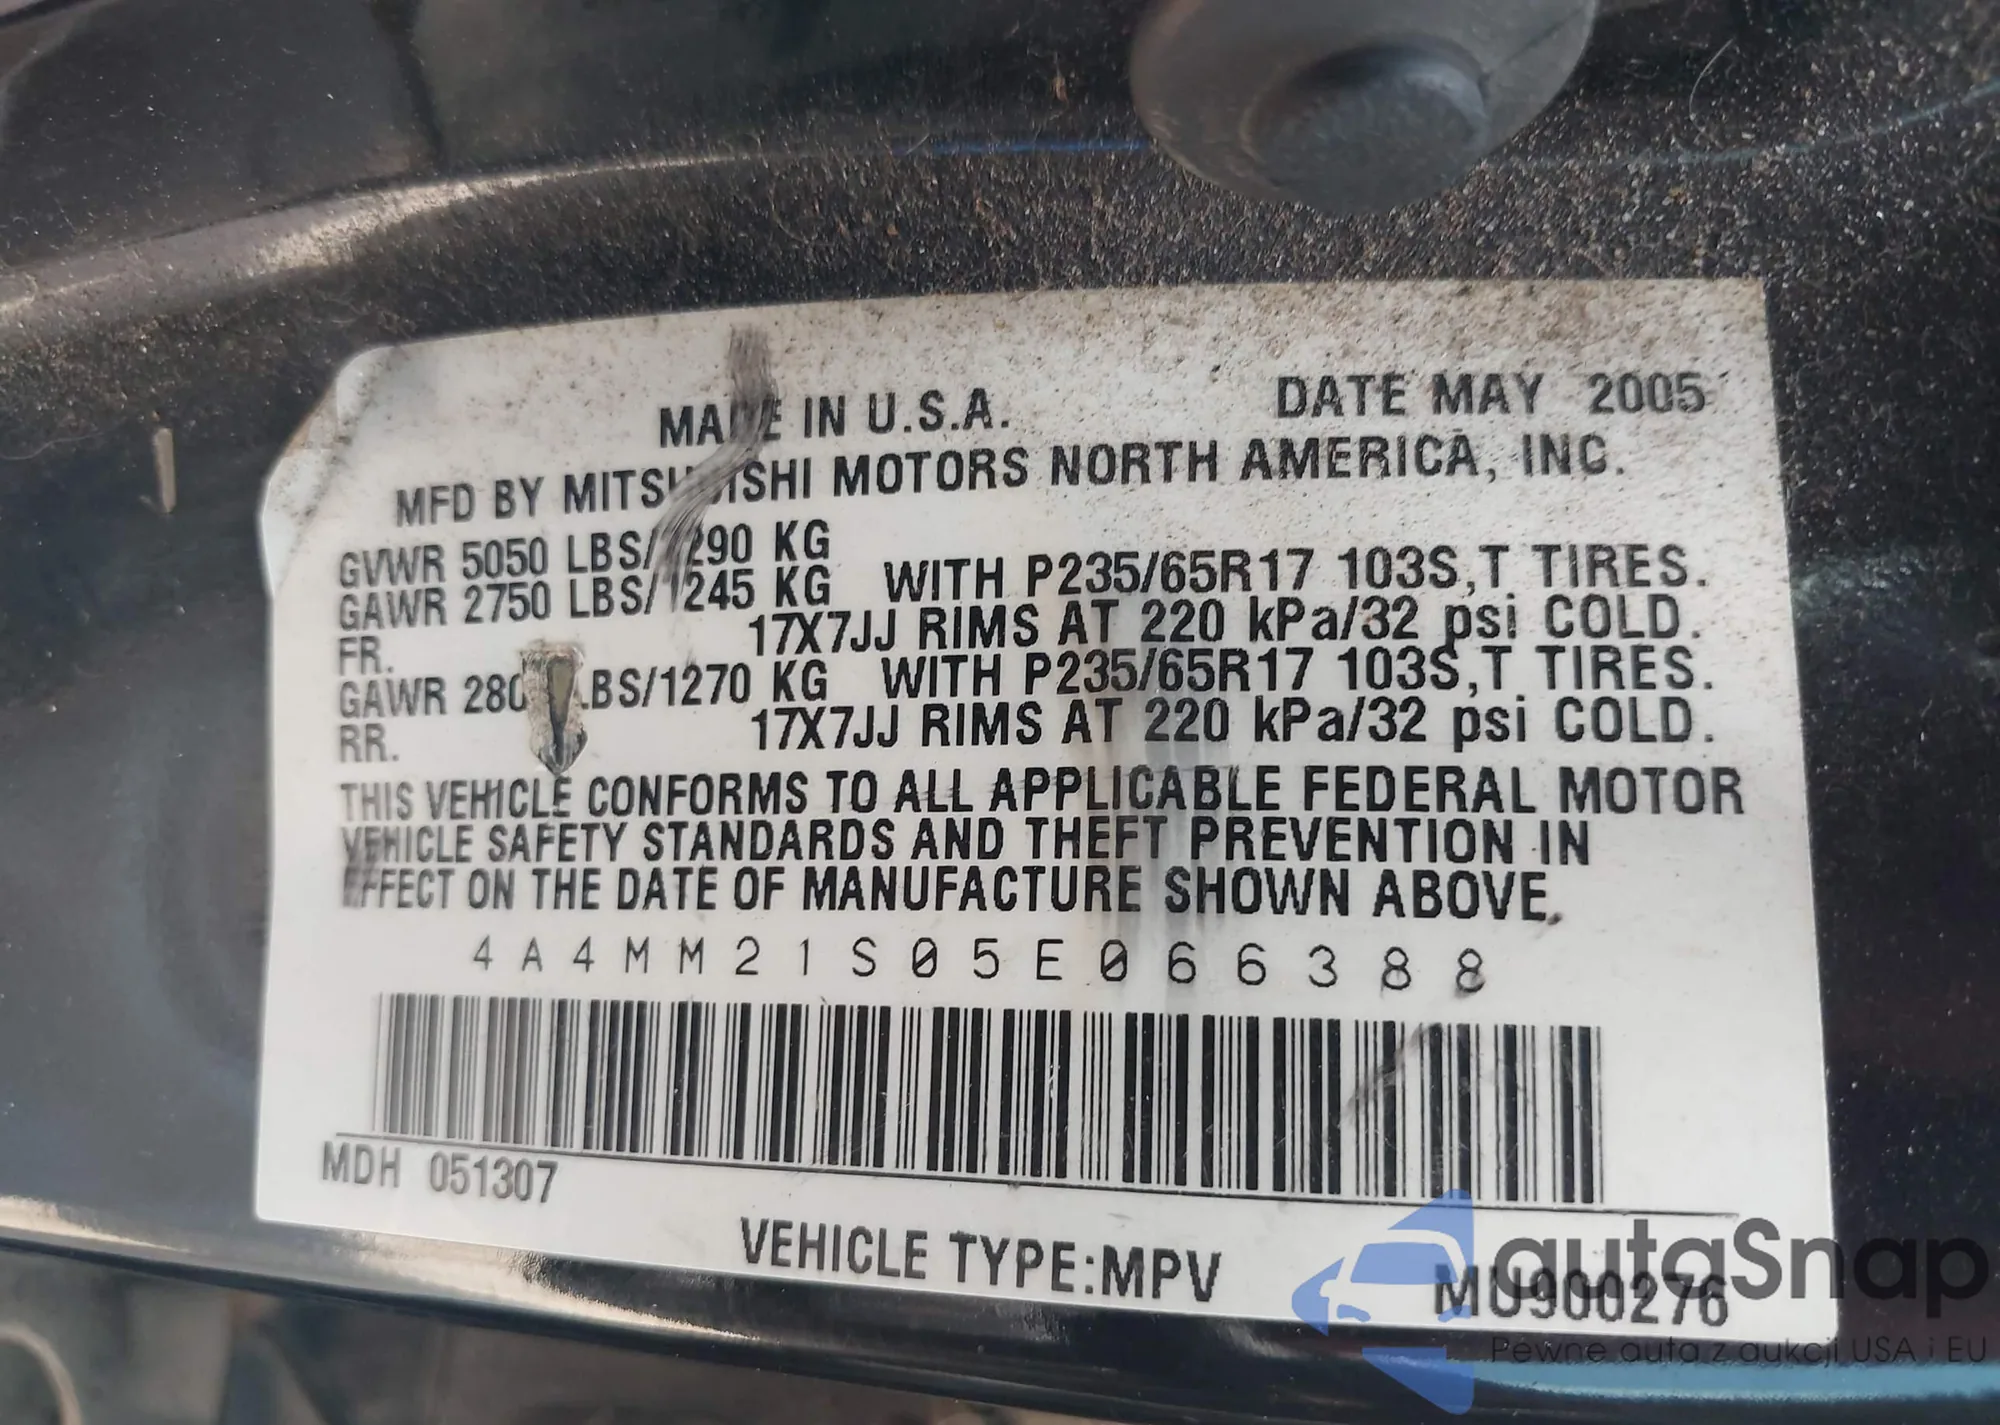 MADE IN U.S.A. DATE MAY 2005
MFD BY MITSUBISHI MOTORS NORTH AMERICA, INC.
GVWR 5050 LBS/ 290 KG
GAWR 2750 LBS/1245 KG WITH P235/65R17 103S,T TIRES.
FR. 17X7JJ RIMS AT 220 kPa/32 psi COLD.
GAWR 280 LBS/1270 KG WITH P235/65R17 103S,T TIRES.
RR. 17X7JJ RIMS AT 220 kPa/32 psi COLD.
THIS VEHICLE CONFORMS TO ALL APPLICABLE FEDERAL MOTOR
VEHICLE SAFETY STANDARDS AND THEFT PREVENTION IN
EFFECT ON THE DATE OF MANUFACTURE SHOWN ABOVE.
4A4MM21S05E066388
MDH 051307
VEHICLE TYPE:MPV
MU900276
autaSnap
Pewne auta z aukcji USA i EU